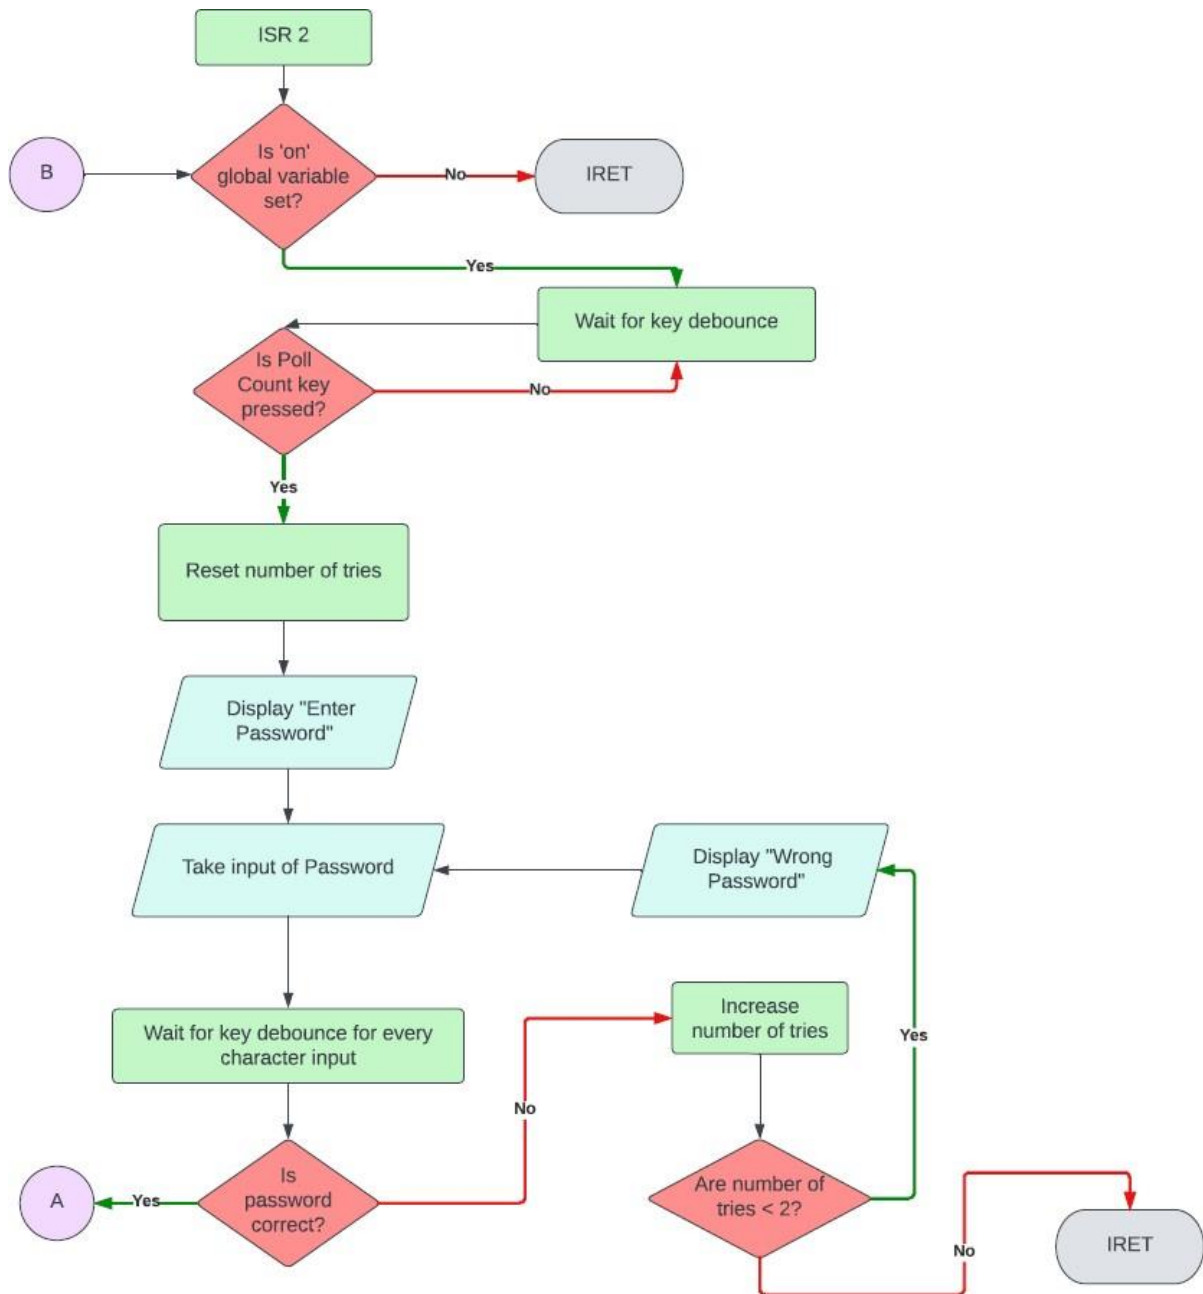 ISR 2
B
Is 'on'
global variable
set?
No
IRET
Yes
Wait for key debounce
Is Poll
Count key
pressed?
No
Yes
Reset number of tries
Display "Enter
Password"
Take input of Password
Display "Wrong
Password"
Wait for key debounce for every
character input
Increase
number of tries
Yes
No
A
Yes
Is
password
correct?
Are number of
tries < 2?
No
IRET